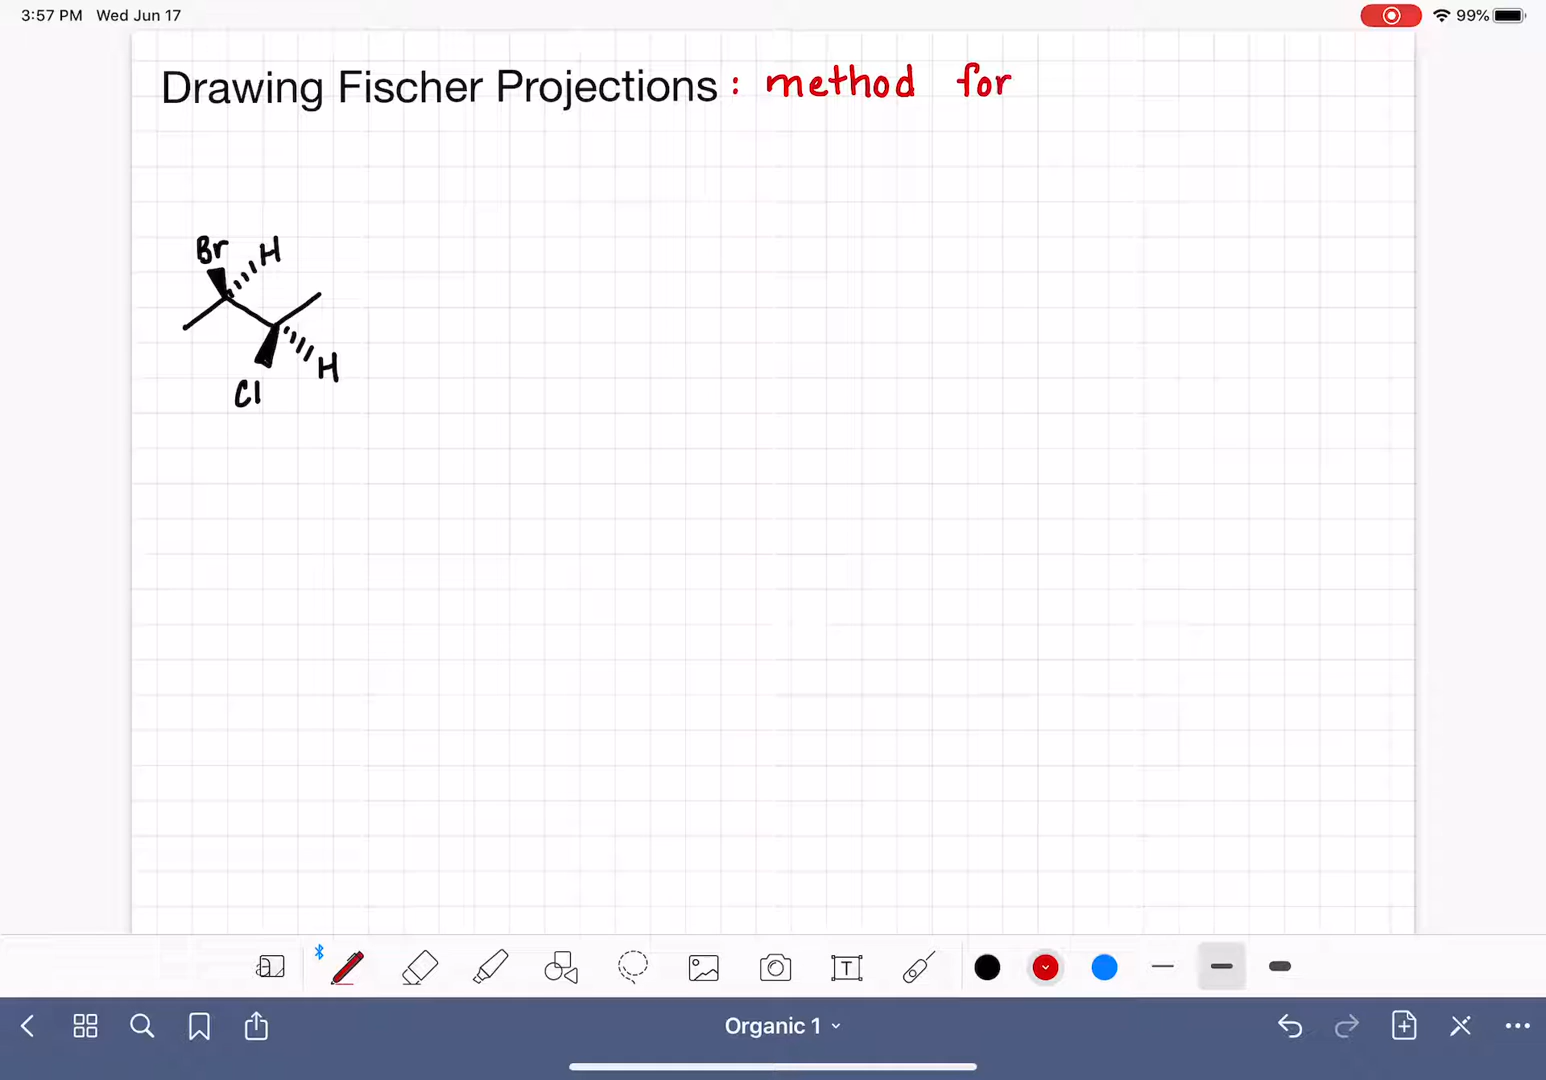 3:57 PM Wed Jun 17
99%
Drawing Fischer Projections : method for
Br H
H
Cl
T
Organic 1